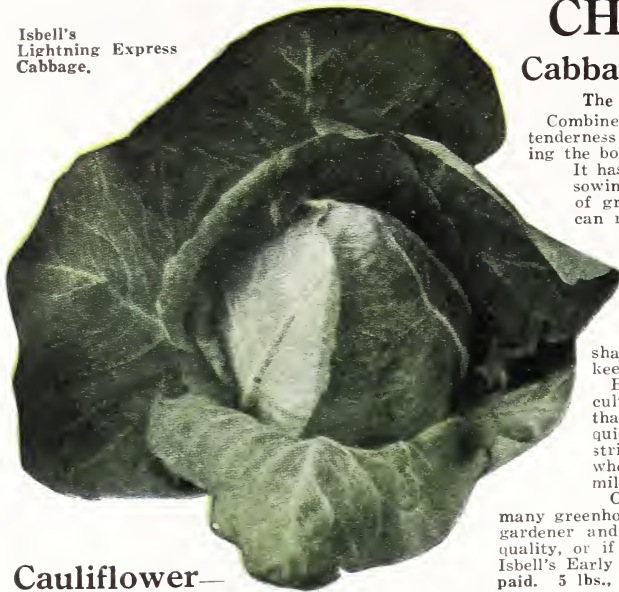 Isbell's
Lightning Express
Cabbage.
CH
Cabba
The
Combine
tenderness
ing the bo
It has
sowin
of gr
can r
sha
kee
cul
tha
qui
stri
whe
mil
many greenho
gardener and
quality, or if
Isbell's Early
paid. 5 lbs.,
Cauliflower—